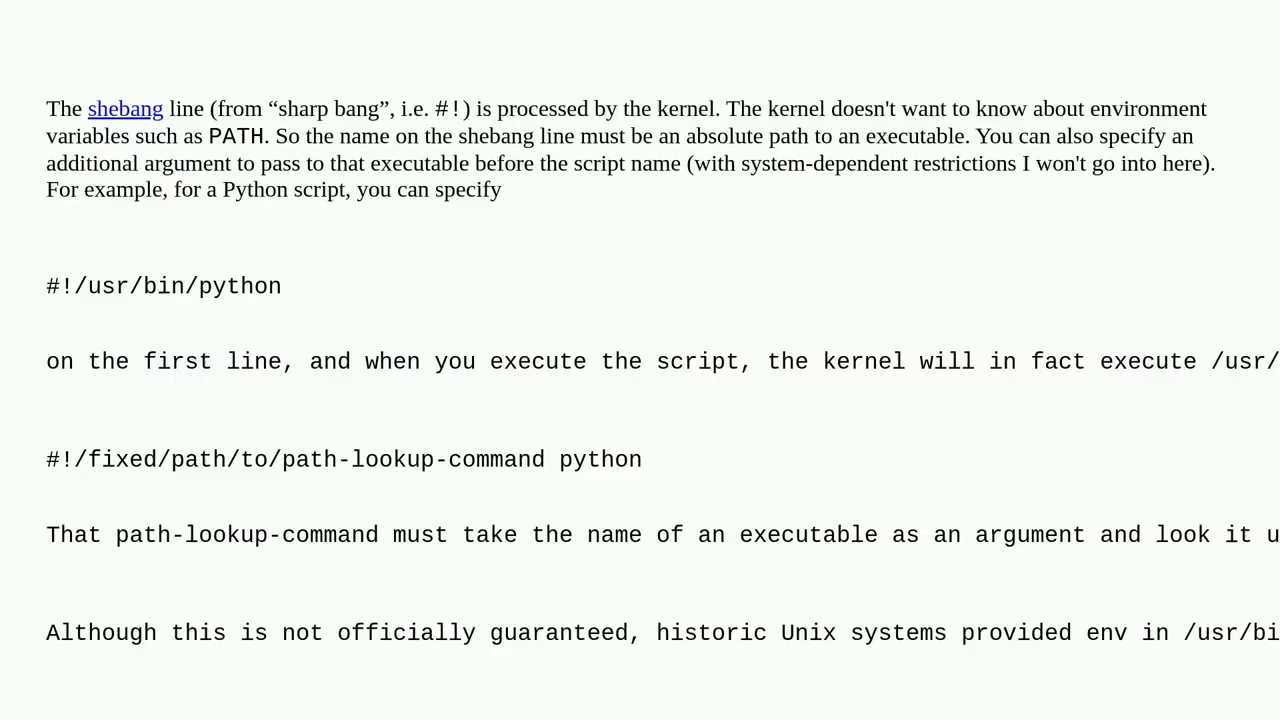 The shebang line (from “sharp bang”, i.e. #!) is processed by the kernel. The kernel doesn't want to know about environment
variables such as PATH. So the name on the shebang line must be an absolute path to an executable. You can also specify an
additional argument to pass to that executable before the script name (with system-dependent restrictions I won't go into here).
For example, for a Python script, you can specify
#!/usr/bin/python
on the first line, and when you execute the script, the kernel will in fact execute /usr/
#!/fixed/path/to/path-lookup-command python
That path-lookup-command must take the name of an executable as an argument and look it u
Although this is not officially guaranteed, historic Unix systems provided env in /usr/bi